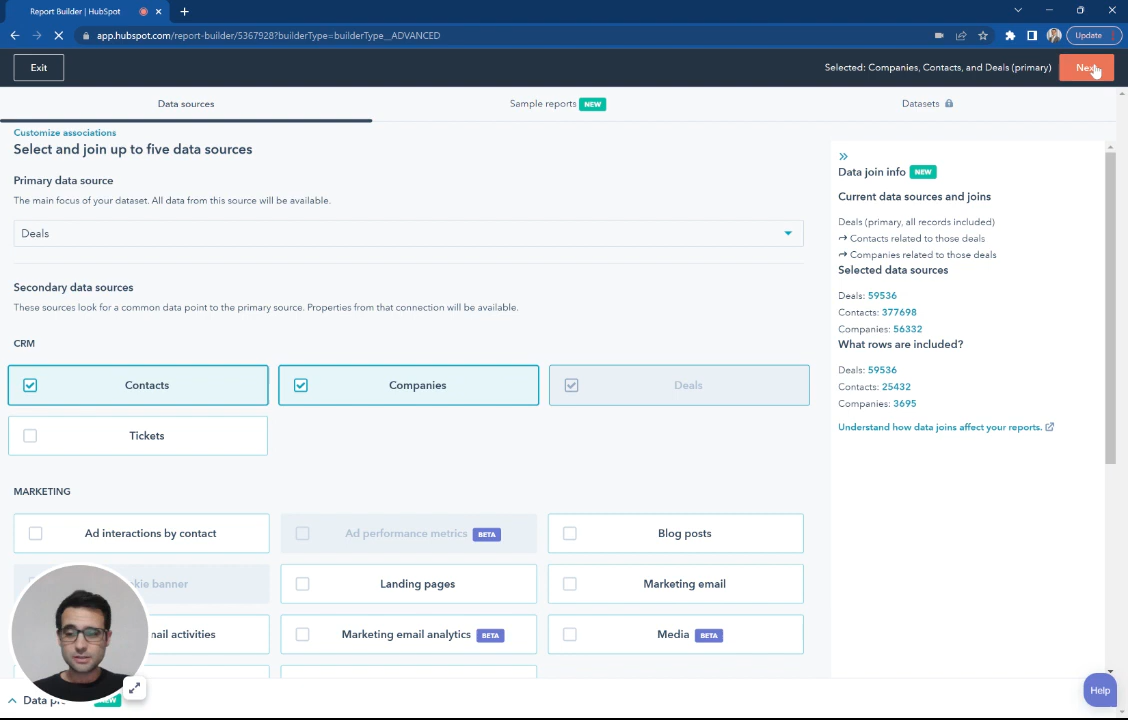 Report Builder | HubSpot
app.hubspot.com/report-builder/5367928?builderType=builderType_ADVANCED
Update
Exit
Selected: Companies, Contacts, and Deals (primary)
Data sources
Sample reports NEW
Datasets
Customize associations
Select and join up to five data sources
Primary data source
The main focus of your dataset. All data from this source will be available.
Deals
Secondary data sources
These sources look for a common data point to the primary source. Properties from that connection will be available.
CRM
Contacts
Companies
Deals
Tickets
MARKETING
Ad interactions by contact
Ad performance metrics BETA
Blog posts
banner
Landing pages
Marketing email
activities
Marketing email analytics BETA
Media BETA
Data
Data join info NEW
Current data sources and joins
Deals (primary, all records included)
Contacts related to those deals
Companies related to those deals
Selected data sources
Deals: 59536
Contacts: 377698
Companies: 56332
What rows are included?
Deals: 59536
Contacts: 25432
Companies: 3695
Understand how data joins affect your reports.
Help